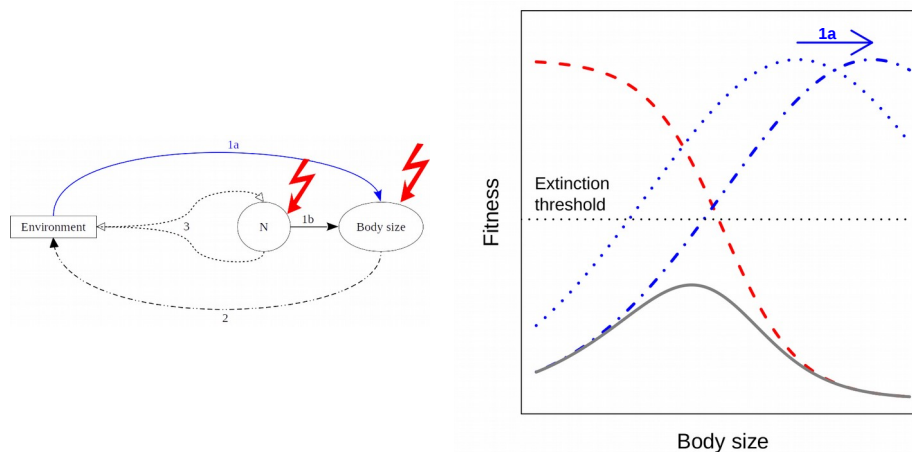 1a
Environment
3
N
1b
Body size
2
1a
Extinction
threshold
Fitness
Body size